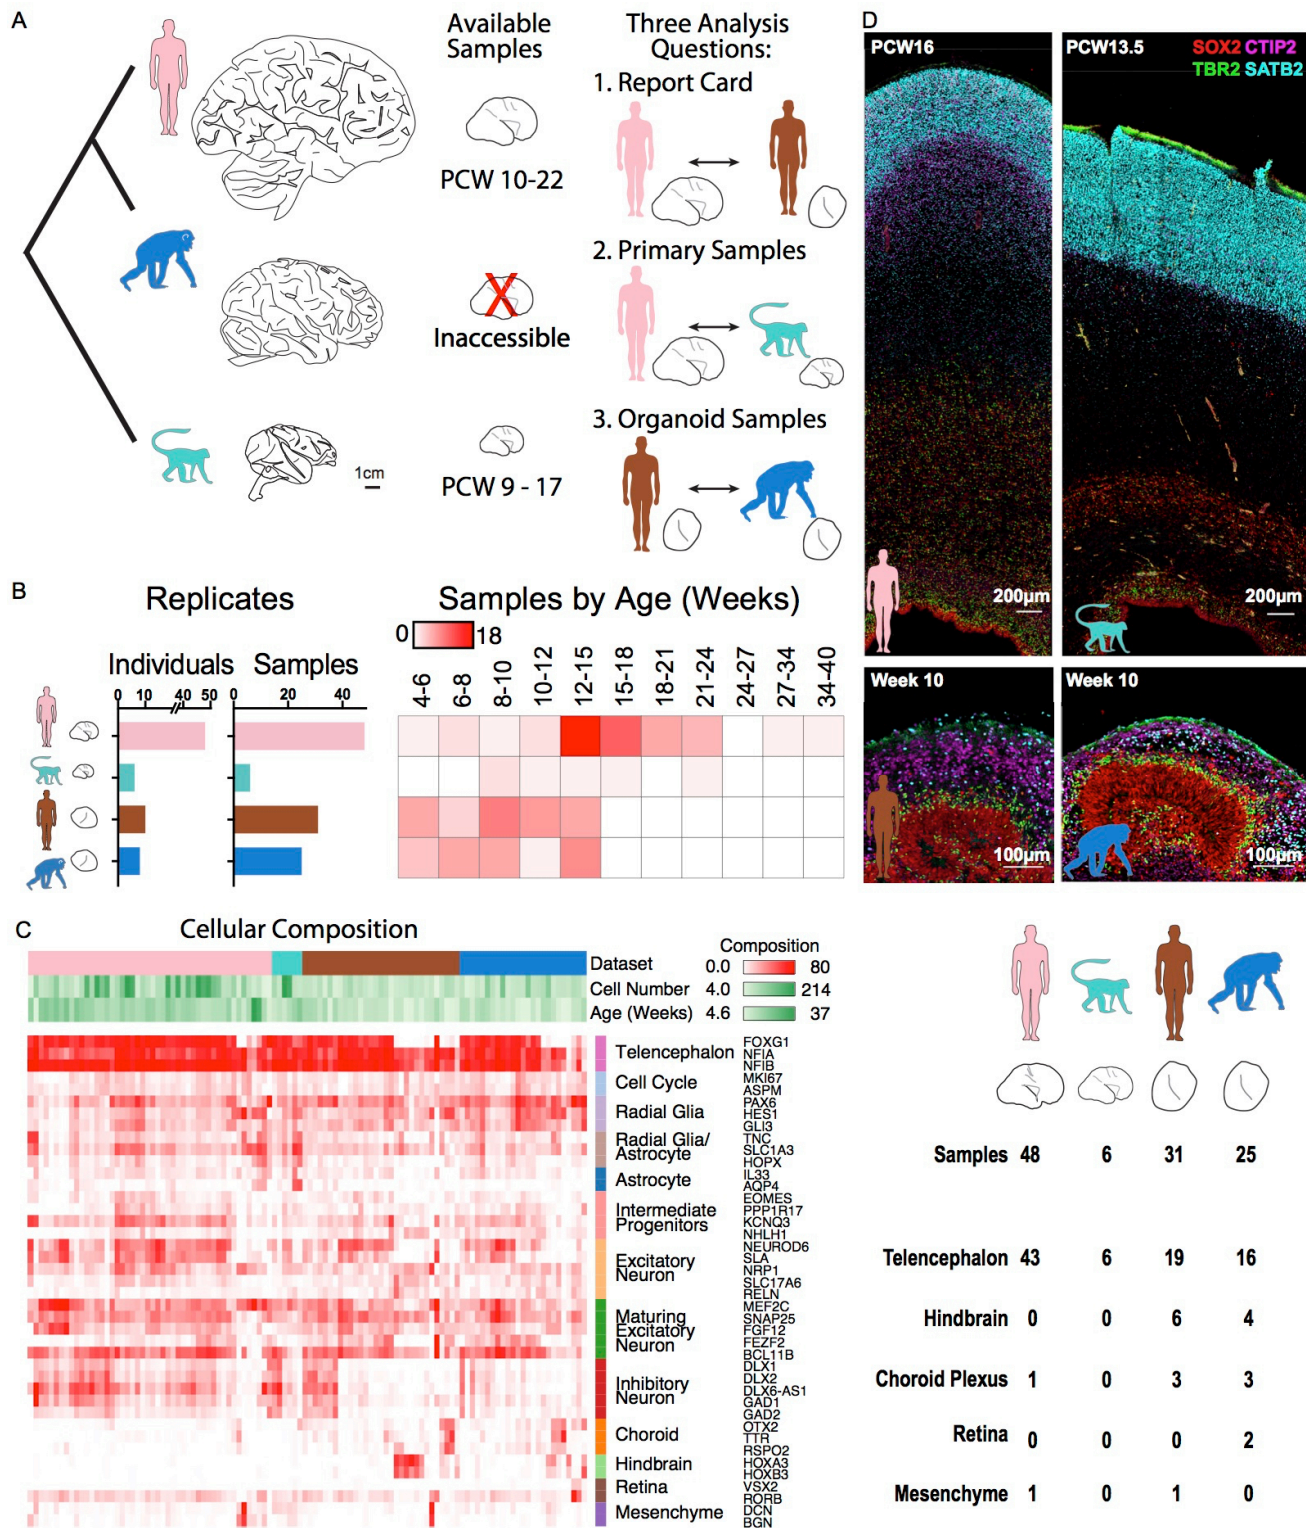 A
Available
Samples
PCW 10-22
Inaccessible
PCW 9 - 17
1cm
Three Analysis
Questions:
1. Report Card
2. Primary Samples
3. Organoid Samples
D
PCW16
PCW13.5
SOX2 CTIP2
TBR2 SATB2
200µm
200µm
Week 10
Week 10
100µm
100µm
B
Replicates
Individuals
Samples
0 10 40 50
0 20 40
Samples by Age (Weeks)
0 18
4-6 6-8 8-10 10-12 12-15 15-18 18-21 21-24 24-27 27-34 34-40
C
Cellular Composition
Composition
Dataset 0.0 80
Cell Number 4.0 214
Age (Weeks) 4.6 37
Telencephalon
Cell Cycle
Radial Glia
Radial Glia/
Astrocyte
Astrocyte
Intermediate
Progenitors
Excitatory
Neuron
Maturing
Excitatory
Neuron
Inhibitory
Neuron
Choroid
Hindbrain
Retina
Mesenchyme
FOXG1
NFIA
NFIB
MKI67
ASPM
PAX6
HES1
GLI3
TNC
SLC1A3
HOPX
IL33
AQP4
EOMES
PPP1R17
KCNQ3
NHLH1
NEUROD6
SLA
NRP1
SLC17A6
RELN
MEF2C
SNAP25
FGF12
FEZF2
BCL11B
DLX1
DLX2
DLX6-AS1
GAD1
GAD2
OTX2
TTR
RSPO2
HOXA3
HOXB3
VSX2
RORB
DCN
BGN
Samples 48 6 31 25
Telencephalon 43 6 19 16
Hindbrain 0 0 6 4
Choroid Plexus 1 0 3 3
Retina 0 0 0 2
Mesenchyme 1 0 1 0